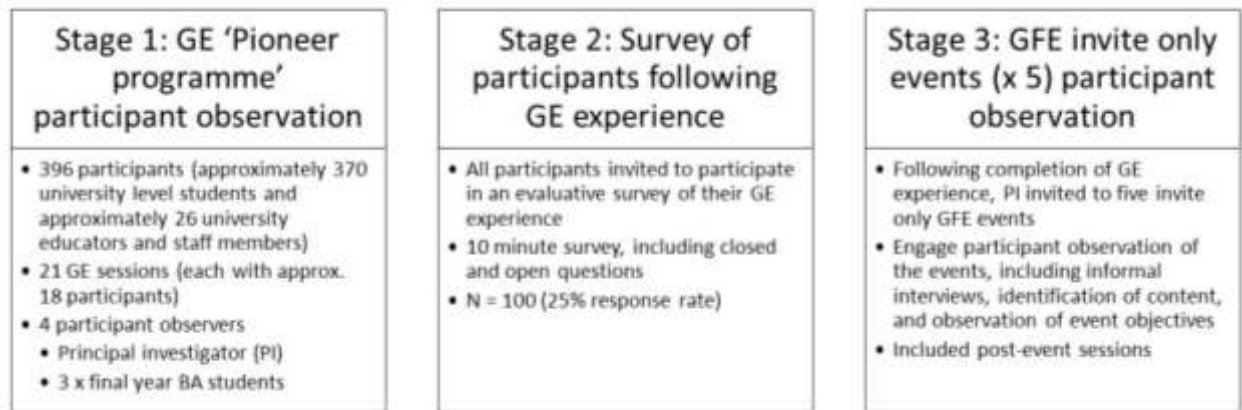 Stage 1: GE ‘Pioneer
programme’
participant observation
• 396 participants (approximately 370
university level students and
approximately 26 university
educators and staff members)
• 21 GE sessions (each with approx.
18 participants)
• 4 participant observers
• Principal investigator (PI)
• 3 x final year BA students
Stage 2: Survey of
participants following
GE experience
• All participants invited to participate
in an evaluative survey of their GE
experience
• 10 minute survey, including closed
and open questions
• N = 100 (25% response rate)
Stage 3: GFE invite only
events (x 5) participant
observation
• Following completion of GE
experience, PI invited to five invite
only GFE events
• Engage participant observation of
the events, including informal
interviews, identification of content,
and observation of event objectives
• Included post-event sessions